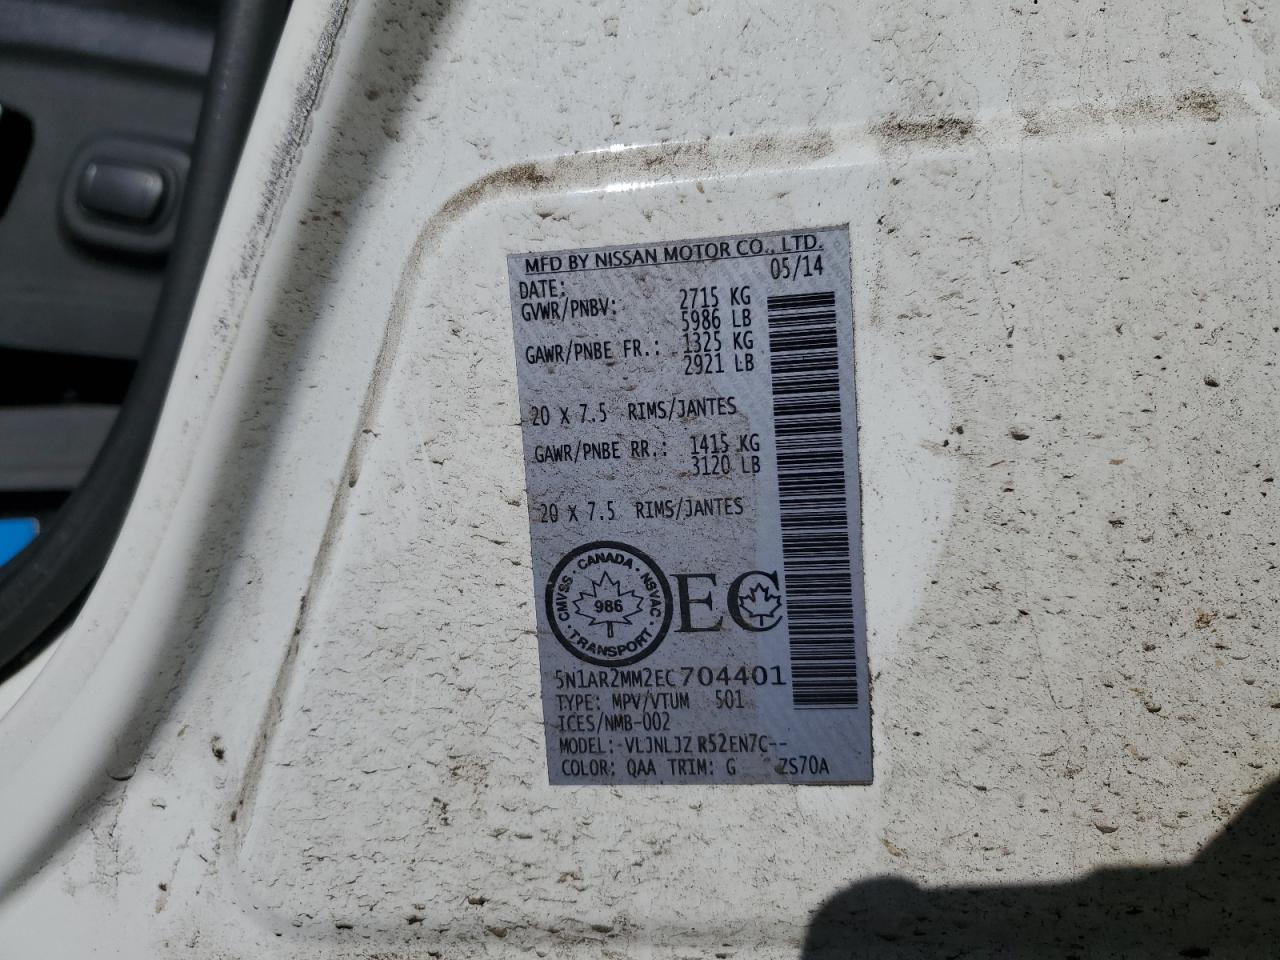 MFD BY NISSAN MOTOR CO., LTD.
DATE: 05/14
GVWR/PNBV: 2715 KG
5986 LB
GAWR/PNBE FR.: 1325 KG
2921 LB
20 X 7.5 RIMS/JANTES
GAWR/PNBE RR.: 1415 KG
3120 LB
20 X 7.5 RIMS/JANTES
CMVSS · CANADA · NSVAC · TRANSPORT ·
986
EC
5N1AR2MM2EC704401
TYPE: MPV/VTUM 501
ICES/NMB-002
MODEL: VLJNLJZ R52EN7C--
COLOR: QAA TRIM: G ZS70A